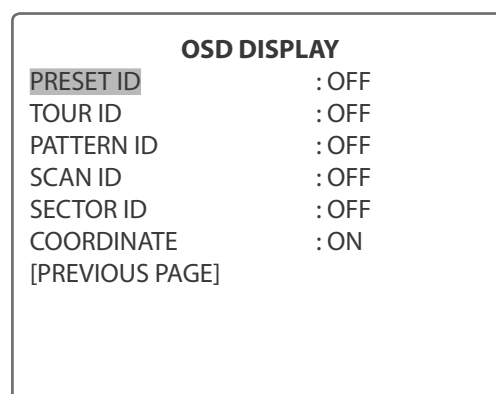 OSD DISPLAY
PRESET ID : OFF
TOUR ID : OFF
PATTERN ID : OFF
SCAN ID : OFF
SECTOR ID : OFF
COORDINATE : ON
[PREVIOUS PAGE]